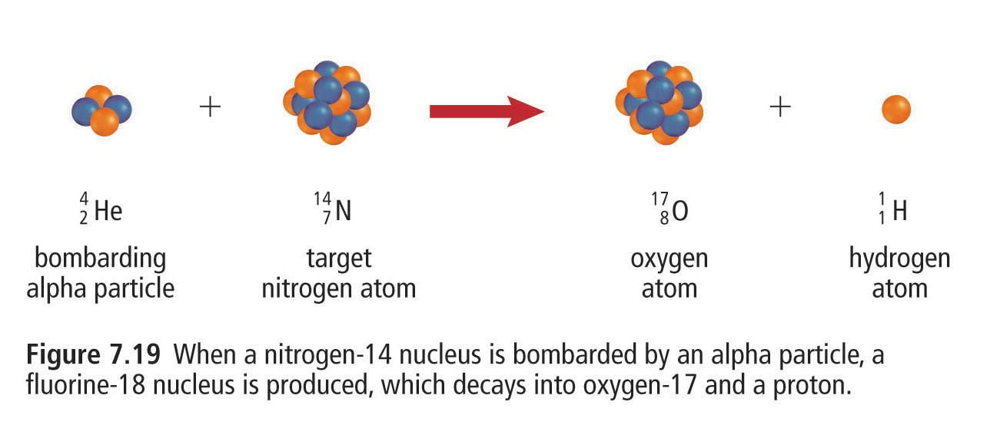 + +
4 2 He 14 7 N 17 8 O 1 1 H
bombarding target oxygen hydrogen
alpha particle nitrogen atom atom atom
Figure 7.19 When a nitrogen-14 nucleus is bombarded by an alpha particle, a
fluorine-18 nucleus is produced, which decays into oxygen-17 and a proton.